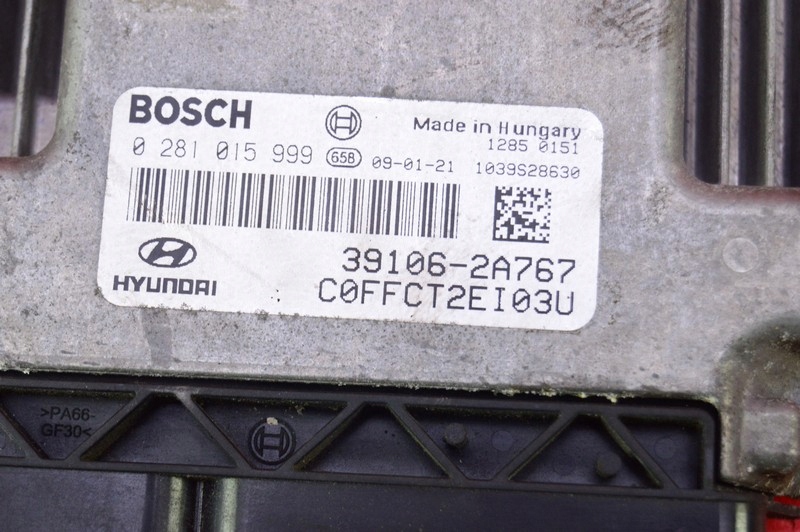 BOSCH
Made in Hungary
1285 0151
0 281 015 999 65B 09-01-21 1039S28630
39106-2A767
HYUNDAI C0FFCT2EI03U
>PA66-
GF30<